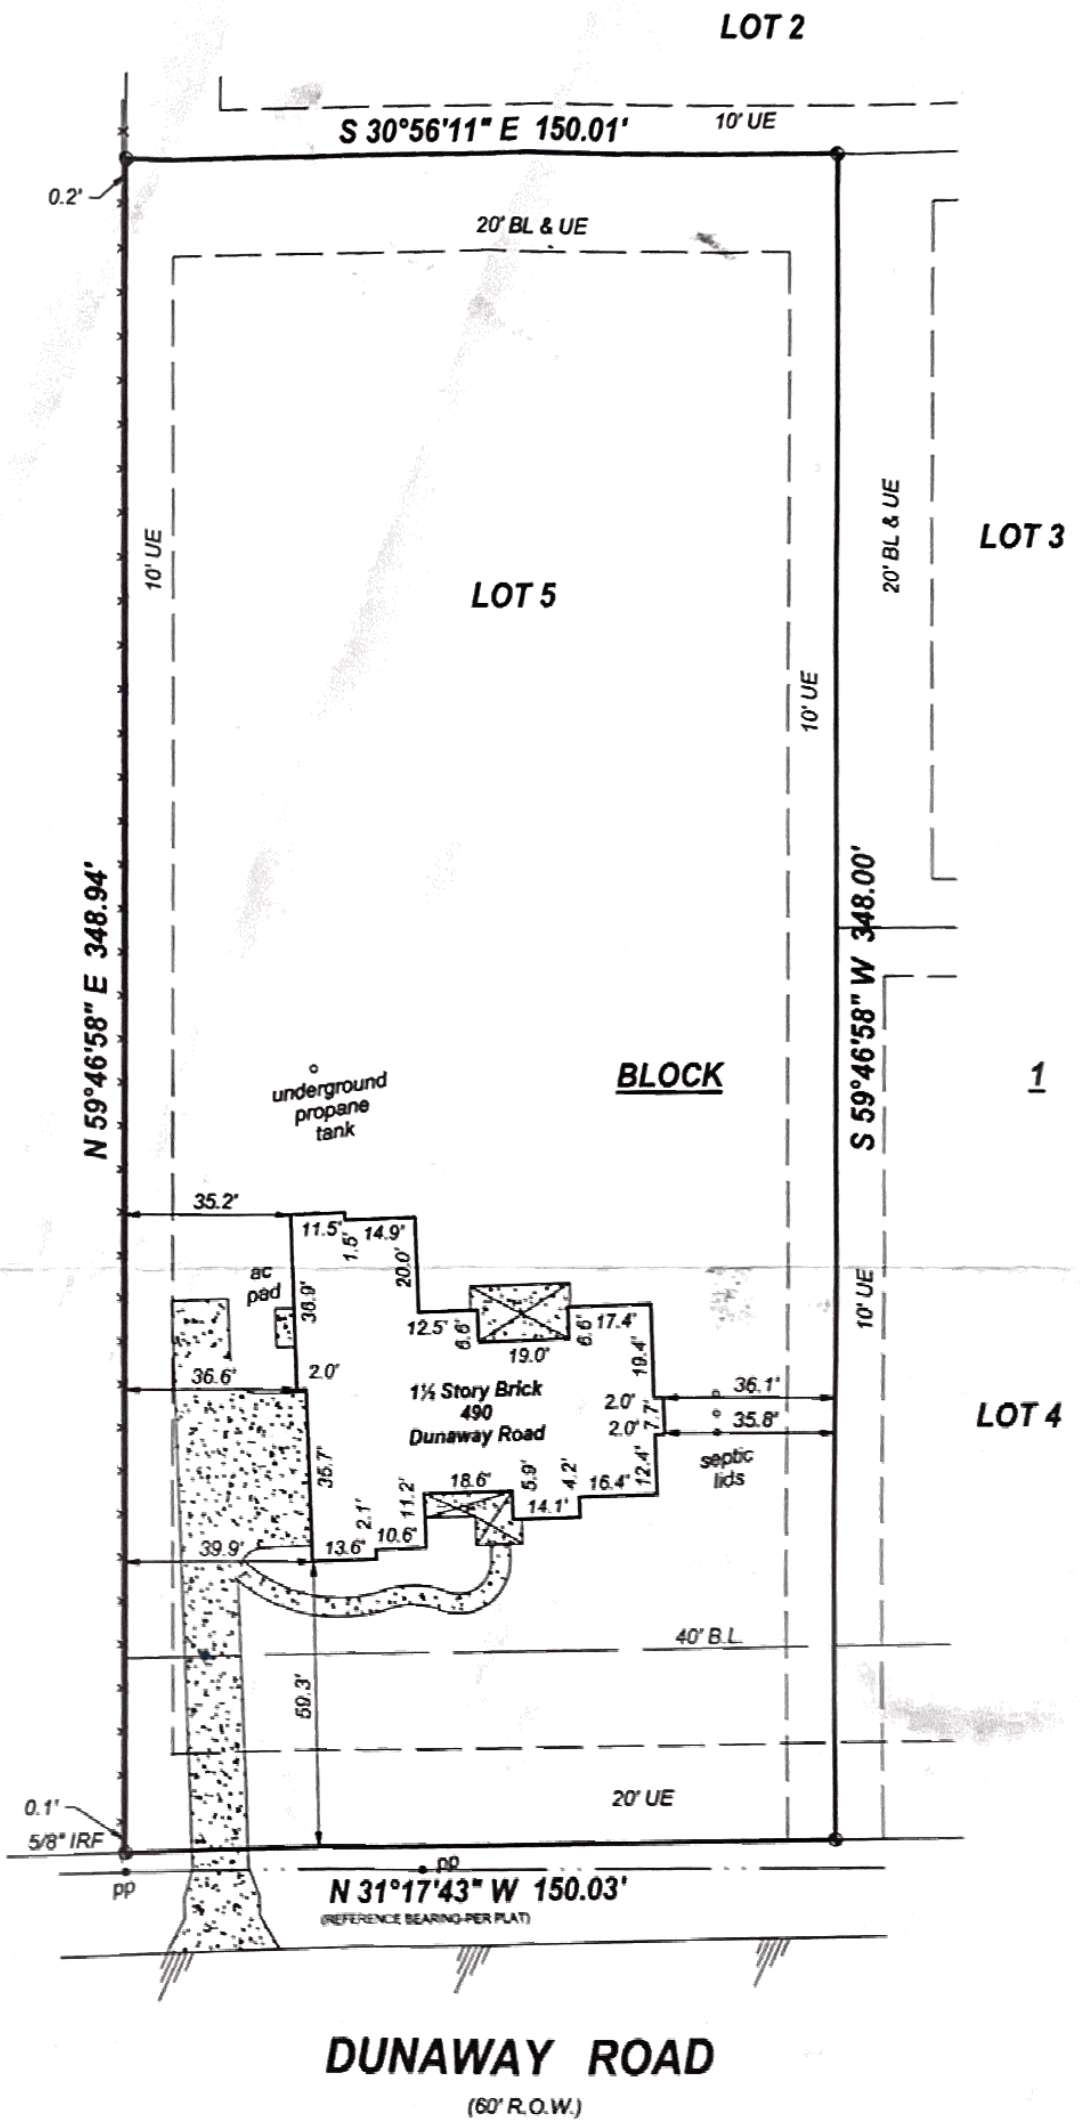 LOT 2
10' UE
S 30°56'11" E 150.01'
0.2'
20' BL & UE
10' UE
LOT 5
20' BL & UE
LOT 3
10' UE
N 59°46'58" E 348.94'
S 59°46'58" W 348.00'
underground
propane
tank
BLOCK
1
35.2'
11.5'
1.5'
14.9'
20.0'
ac
pad
36.9'
12.5'
6.6'
19.0'
6.6'
17.4'
19.4'
10' UE
36.6'
2.0'
1½ Story Brick
490
Dunaway Road
2.0'
7.7'
2.0'
36.1'
35.8'
septic
lids
LOT 4
35.7'
18.6'
5.9'
4.2'
16.4'
12.4'
11.2'
14.1'
2.1'
10.6'
39.9'
13.6'
40' B.L.
59.3'
20' UE
0.1'
5/8" IRF
pp
pp
N 31°17'43" W 150.03'
(REFERENCE BEARING-PER PLAT)
DUNAWAY ROAD
(60' R.O.W.)